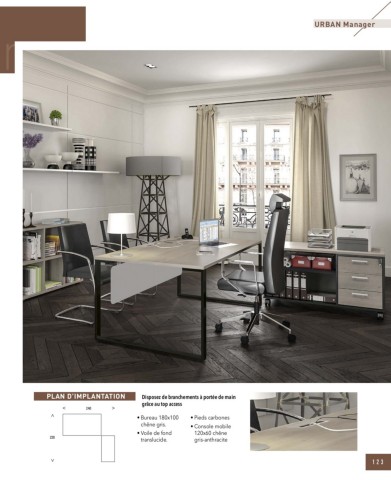 URBAN Manager
PLAN D'IMPLANTATION
Disposez de branchements à portée de main
grâce au top access
• Bureau 180x100
chêne gris.
• Voile de fond
translucide.
• Pieds carbones
• Console mobile
120x60 chêne
gris-anthracite
123